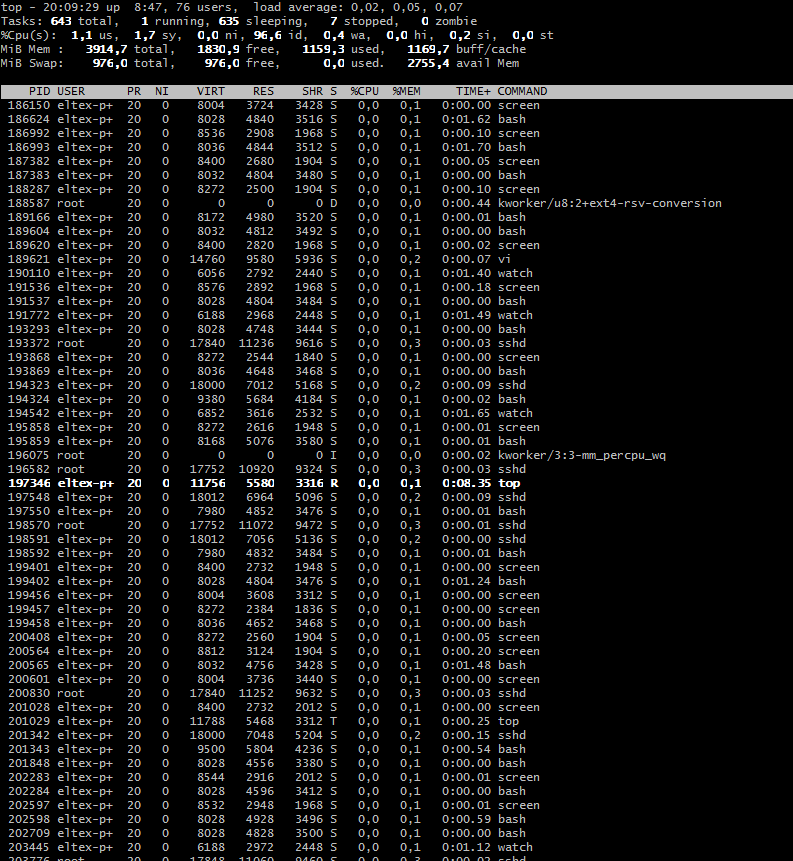 top - 20:09:29 up  8:47, 76 users,  load average: 0,02, 0,05, 0,07
Tasks: 643 total,   1 running, 635 sleeping,   7 stopped,   0 zombie
%Cpu(s):  1,1 us,  1,7 sy,  0,0 ni, 96,6 id,  0,4 wa,  0,0 hi,  0,2 si,  0,0 st
MiB Mem :   3914,7 total,   1830,9 free,   1159,3 used,   1169,7 buff/cache
MiB Swap:    976,0 total,    976,0 free,      0,0 used.   2755,4 avail Mem
PID USER      PR  NI    VIRT    RES    SHR S  %CPU  %MEM     TIME+ COMMAND
186150 eltex-p+  20   0    8004   3724   3428 S   0,0   0,1   0:00.00 screen
186624 eltex-p+  20   0    8028   4840   3516 S   0,0   0,1   0:01.62 bash
186992 eltex-p+  20   0    8536   2908   1968 S   0,0   0,1   0:00.10 screen
186993 eltex-p+  20   0    8036   4844   3512 S   0,0   0,1   0:01.70 bash
187382 eltex-p+  20   0    8400   2680   1904 S   0,0   0,1   0:00.05 screen
187383 eltex-p+  20   0    8032   4804   3480 S   0,0   0,1   0:00.00 bash
188287 eltex-p+  20   0    8272   2500   1904 S   0,0   0,1   0:00.10 screen
188587 root      20   0       0      0      0 D   0,0   0,0   0:00.44 kworker/u8:2+ext4-rsv-conversion
189166 eltex-p+  20   0    8172   4980   3520 S   0,0   0,1   0:00.01 bash
189604 eltex-p+  20   0    8032   4812   3492 S   0,0   0,1   0:00.00 bash
189620 eltex-p+  20   0    8400   2820   1968 S   0,0   0,1   0:00.02 screen
189621 eltex-p+  20   0   14760   9580   5936 S   0,0   0,2   0:00.07 vi
190110 eltex-p+  20   0    6056   2792   2440 S   0,0   0,1   0:01.40 watch
191536 eltex-p+  20   0    8576   2892   1968 S   0,0   0,1   0:00.18 screen
191537 eltex-p+  20   0    8028   4804   3484 S   0,0   0,1   0:00.00 bash
191772 eltex-p+  20   0    6188   2968   2448 S   0,0   0,1   0:01.49 watch
193293 eltex-p+  20   0    8028   4748   3444 S   0,0   0,1   0:00.00 bash
193372 root      20   0   17840  11236   9616 S   0,0   0,3   0:00.03 sshd
193868 eltex-p+  20   0    8272   2544   1840 S   0,0   0,1   0:00.00 screen
193869 eltex-p+  20   0    8036   4648   3468 S   0,0   0,1   0:00.00 bash
194323 eltex-p+  20   0   18000   7012   5168 S   0,0   0,2   0:00.09 sshd
194324 eltex-p+  20   0    9380   5684   4184 S   0,0   0,1   0:00.02 bash
194542 eltex-p+  20   0    6852   3616   2532 S   0,0   0,1   0:01.65 watch
195858 eltex-p+  20   0    8272   2616   1948 S   0,0   0,1   0:00.01 screen
195859 eltex-p+  20   0    8168   5076   3580 S   0,0   0,1   0:00.01 bash
196075 root      20   0       0      0      0 I   0,0   0,0   0:00.02 kworker/3:3-mm_percpu_wq
196582 root      20   0   17752  10920   9324 S   0,0   0,3   0:00.03 sshd
197346 eltex-p+  20   0   11756   5580   3316 R   0,0   0,1   0:08.35 top
197548 eltex-p+  20   0   18012   6964   5096 S   0,0   0,2   0:00.09 sshd
197550 eltex-p+  20   0    7980   4852   3476 S   0,0   0,1   0:00.01 bash
198570 root      20   0   17752  11072   9472 S   0,0   0,3   0:00.01 sshd
198591 eltex-p+  20   0   18012   7056   5136 S   0,0   0,2   0:00.00 sshd
198592 eltex-p+  20   0    7980   4832   3484 S   0,0   0,1   0:00.01 bash
199401 eltex-p+  20   0    8400   2732   1948 S   0,0   0,1   0:00.00 screen
199402 eltex-p+  20   0    8028   4804   3476 S   0,0   0,1   0:01.24 bash
199456 eltex-p+  20   0    8004   3608   3312 S   0,0   0,1   0:00.00 screen
199457 eltex-p+  20   0    8272   2384   1836 S   0,0   0,1   0:00.00 screen
199458 eltex-p+  20   0    8036   4652   3468 S   0,0   0,1   0:00.00 bash
200408 eltex-p+  20   0    8272   2560   1904 S   0,0   0,1   0:00.05 screen
200564 eltex-p+  20   0    8812   3124   1904 S   0,0   0,1   0:00.20 screen
200565 eltex-p+  20   0    8032   4756   3428 S   0,0   0,1   0:01.48 bash
200601 eltex-p+  20   0    8004   3736   3440 S   0,0   0,1   0:00.00 screen
200830 root      20   0   17840  11252   9632 S   0,0   0,3   0:00.03 sshd
201028 eltex-p+  20   0    8400   2732   2012 S   0,0   0,1   0:00.00 screen
201029 eltex-p+  20   0   11788   5468   3312 T   0,0   0,1   0:00.25 top
201342 eltex-p+  20   0   18000   7048   5204 S   0,0   0,2   0:00.15 sshd
201343 eltex-p+  20   0    9500   5804   4236 S   0,0   0,1   0:00.54 bash
201848 eltex-p+  20   0    8028   4556   3380 S   0,0   0,1   0:00.00 bash
202283 eltex-p+  20   0    8544   2916   2012 S   0,0   0,1   0:00.01 screen
202284 eltex-p+  20   0    8028   4596   3412 S   0,0   0,1   0:00.00 bash
202597 eltex-p+  20   0    8532   2948   1968 S   0,0   0,1   0:00.01 screen
202598 eltex-p+  20   0    8028   4928   3496 S   0,0   0,1   0:00.59 bash
202709 eltex-p+  20   0    8028   4828   3500 S   0,0   0,1   0:00.00 bash
203445 eltex-p+  20   0    6188   2972   2448 S   0,0   0,1   0:01.12 watch